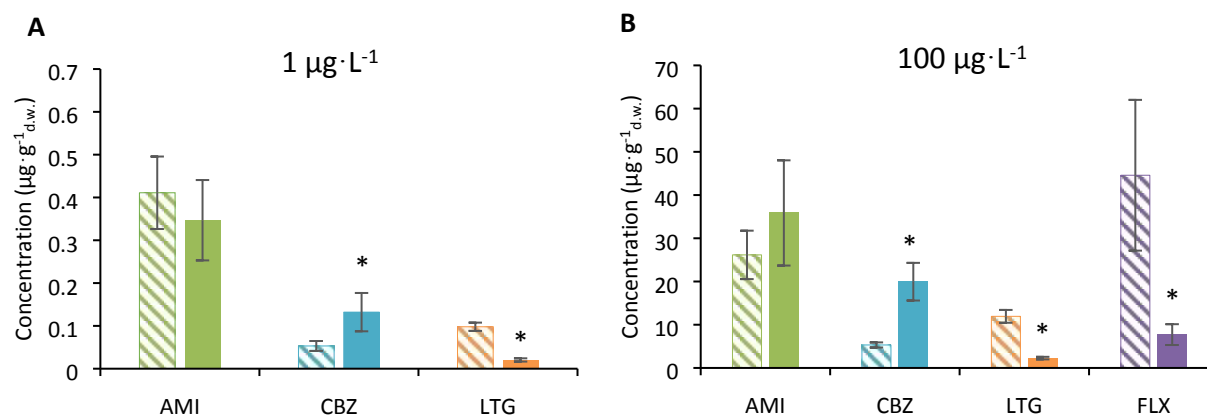 A
1 µg·L-1
Concentration (µg·g-1d.w.)
0.7
0.6
0.5
0.4
0.3
0.2
0.1
0
*
*
AMI CBZ LTG
B
100 µg·L-1
Concentration (µg·g-1d.w.)
70
60
50
40
30
20
10
0
*
*
*
AMI CBZ LTG FLX